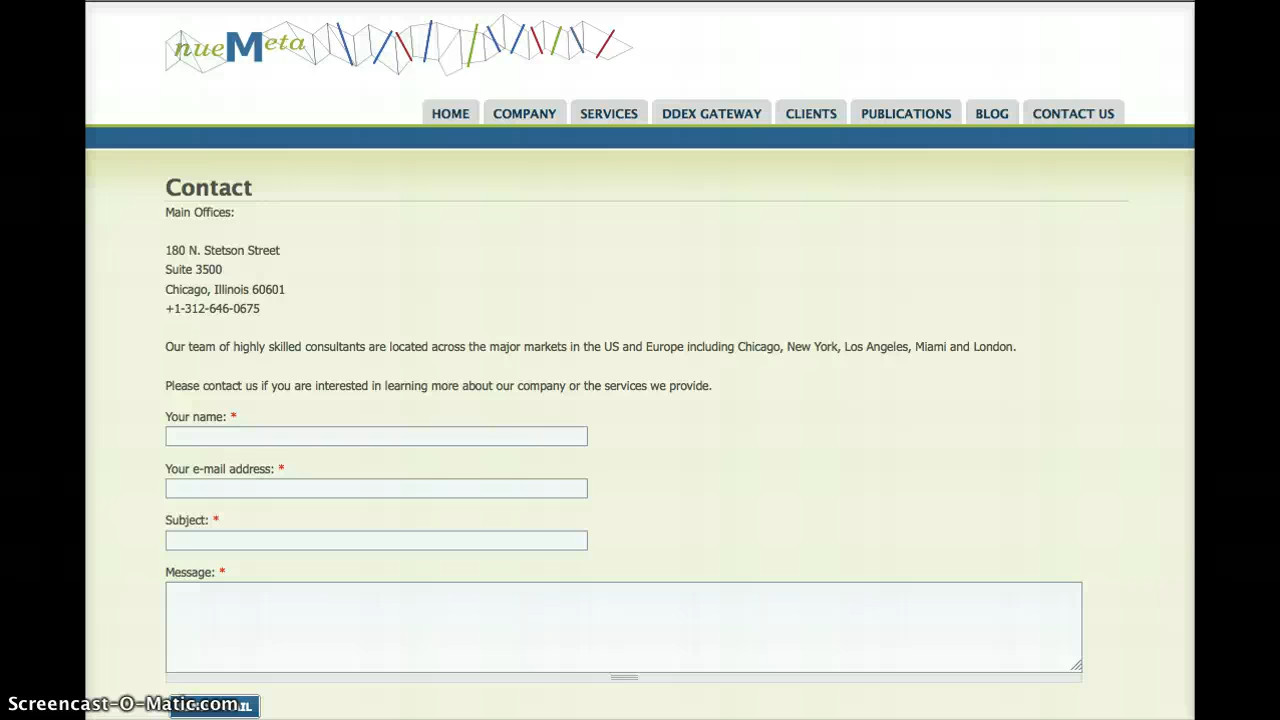 nueMeta
HOME COMPANY SERVICES DDEX GATEWAY CLIENTS PUBLICATIONS BLOG CONTACT US
Contact
Main Offices:
180 N. Stetson Street
Suite 3500
Chicago, Illinois 60601
+1-312-646-0675
Our team of highly skilled consultants are located across the major markets in the US and Europe including Chicago, New York, Los Angeles, Miami and London.
Please contact us if you are interested in learning more about our company or the services we provide.
Your name: *
Your e-mail address: *
Subject: *
Message: *
Screencast-O-Matic.com